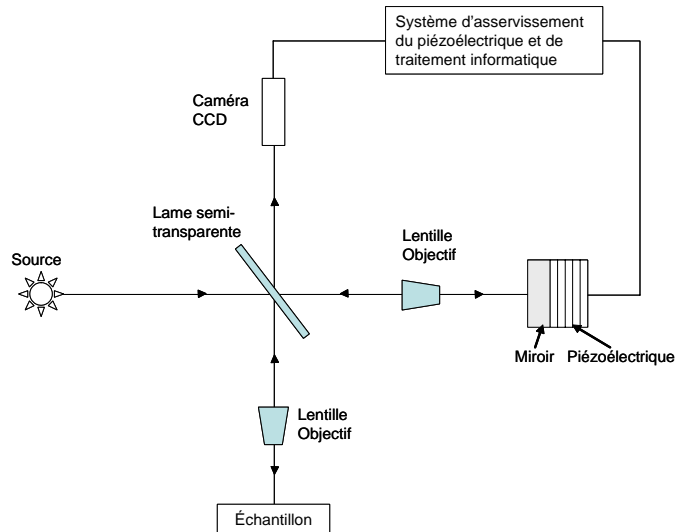 Système d'asservissement
du piézoélectrique et de
traitement informatique
Caméra
CCD
Lame semi-
transparente
Lentille
Objectif
Source
Miroir
Piézoélectrique
Lentille
Objectif
Échantillon